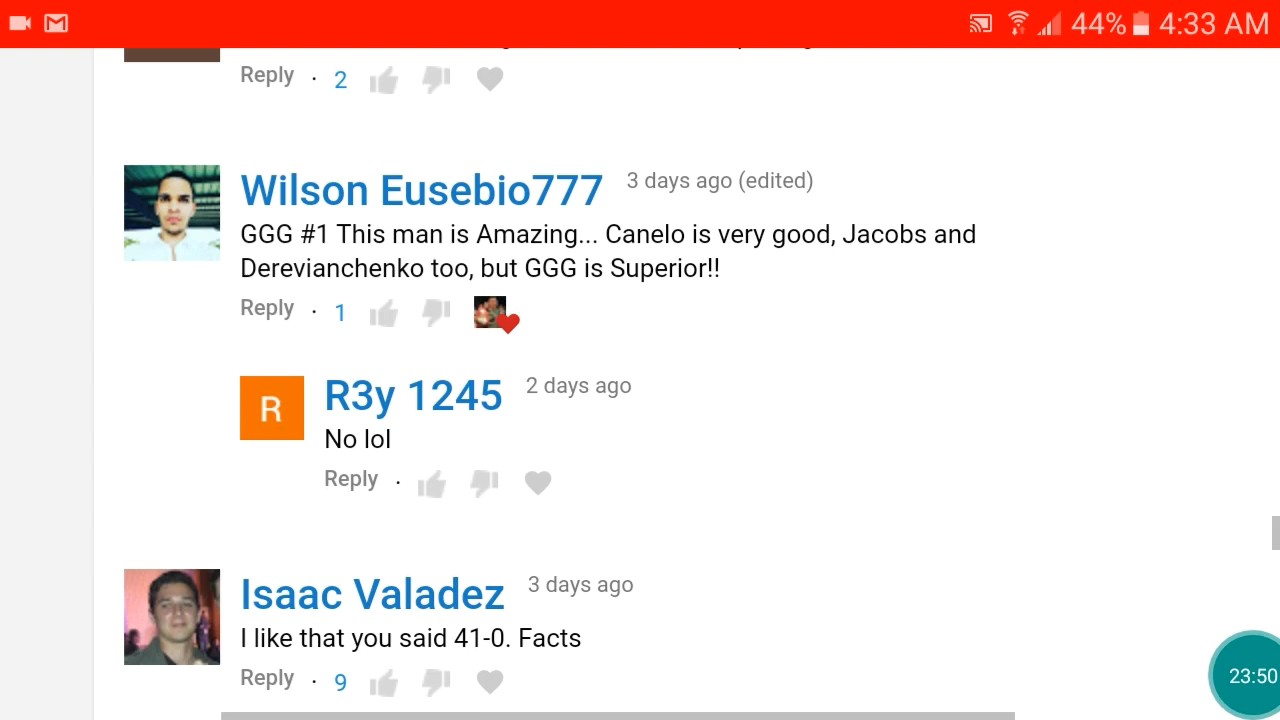 44% 4:33 AM
Reply · 2
Wilson Eusebio777 3 days ago (edited)
GGG #1 This man is Amazing... Canelo is very good, Jacobs and
Derevianchenko too, but GGG is Superior!!
Reply · 1
R R3y 1245 2 days ago
No lol
Reply ·
Isaac Valadez 3 days ago
I like that you said 41-0. Facts
Reply · 9
23:50